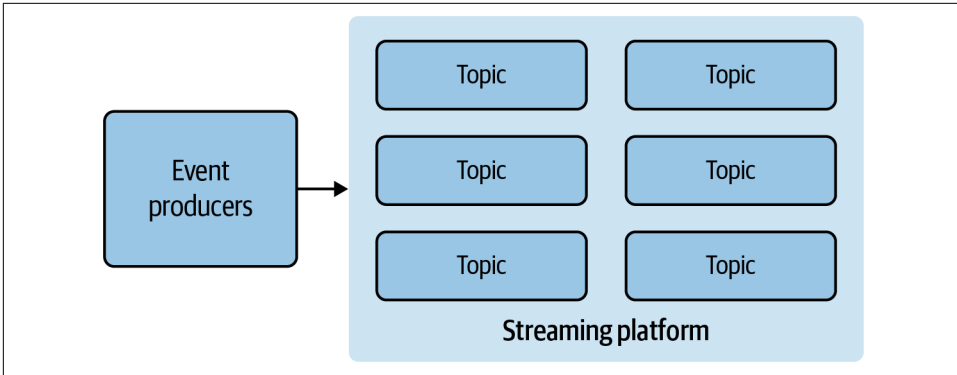 Event
producers
Topic
Topic
Topic
Topic
Topic
Topic
Streaming platform